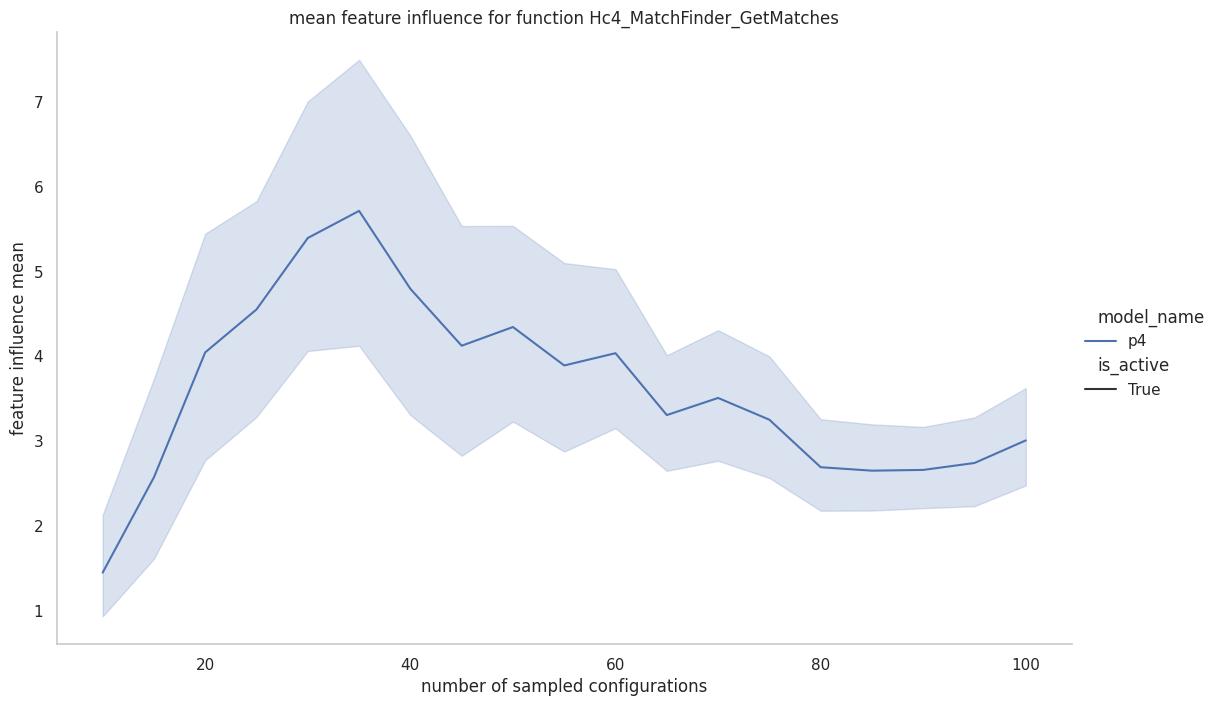 mean feature influence for function Hc4_MatchFinder_GetMatches
7
6
5
4
3
2
1
feature influence mean
20
40
60
80
100
number of sampled configurations
model_name
p4
is_active
True